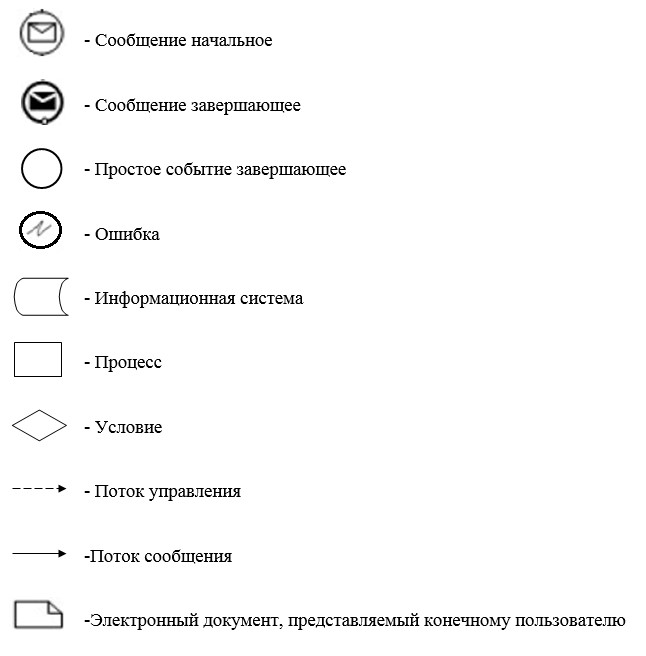 - Сообщение начальное
- Сообщение завершающее
- Простое событие завершающее
- Ошибка
- Информационная система
- Процесс
- Условие
- Поток управления
-Поток сообщения
-Электронный документ, представляемый конечному пользователю